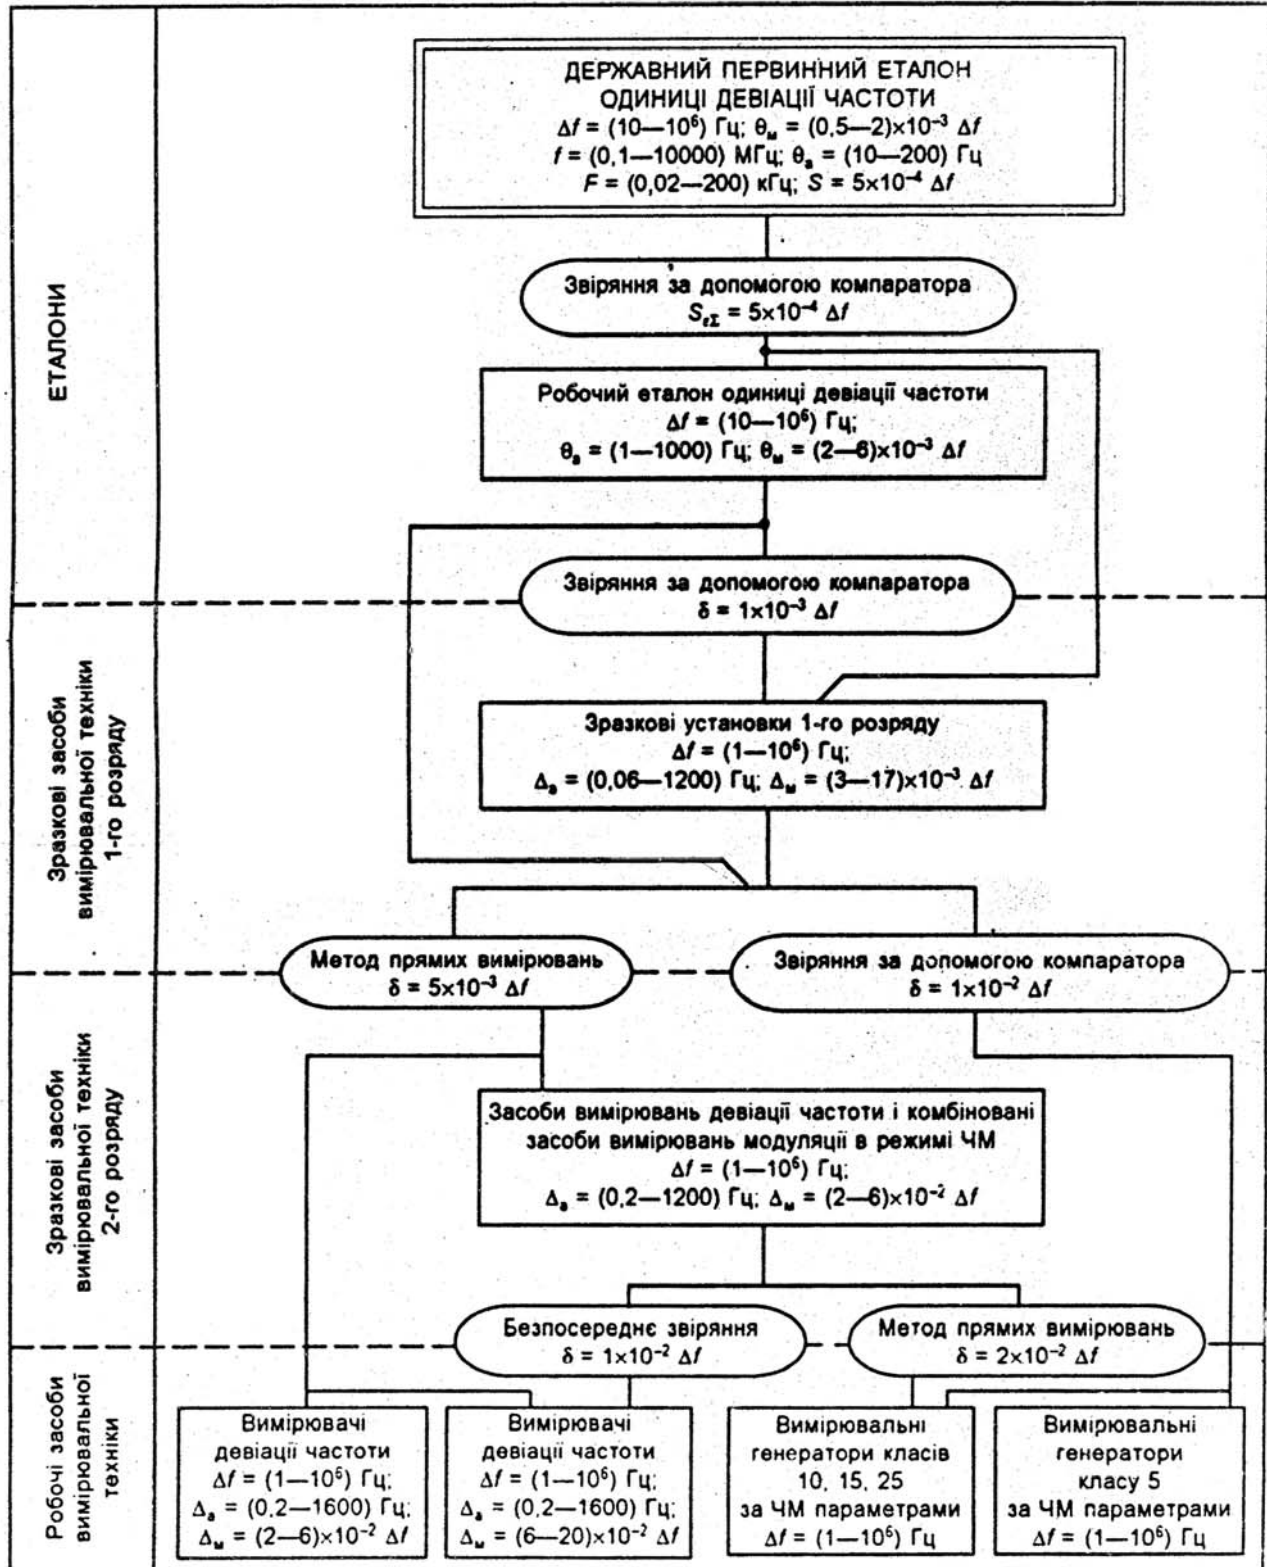 ДЕРЖАВНИЙ ПЕРВИННИЙ ЕТАЛОН
ОДИНИЦІ ДЕВІАЦІЇ ЧАСТОТИ
Δf = (10—10⁶) Гц; θм = (0,5—2)×10⁻³ Δf
f = (0,1—10000) МГц; θа = (10—200) Гц
F = (0,02—200) кГц; S = 5×10⁻⁴ Δf
ЕТАЛОНИ
Звіряння за допомогою компаратора
SεΣ = 5×10⁻⁴ Δf
Робочий еталон одиниці девіації частоти
Δf = (10—10⁶) Гц;
θа = (1—1000) Гц; θм = (2—6)×10⁻³ Δf
Звіряння за допомогою компаратора
δ = 1×10⁻³ Δf
Зразкові засоби
вимірювальної техніки
1-го розряду
Зразкові установки 1-го розряду
Δf = (1—10⁶) Гц;
Δа = (0,06—1200) Гц; Δм = (3—17)×10⁻³ Δf
Метод прямих вимірювань
δ = 5×10⁻³ Δf
Звіряння за допомогою компаратора
δ = 1×10⁻² Δf
Зразкові засоби
вимірювальної техніки
2-го розряду
Засоби вимірювань девіації частоти і комбіновані
засоби вимірювань модуляції в режимі ЧМ
Δf = (1—10⁶) Гц;
Δа = (0,2—1200) Гц; Δм = (2—6)×10⁻² Δf
Безпосереднє звіряння
δ = 1×10⁻² Δf
Метод прямих вимірювань
δ = 2×10⁻² Δf
Робочі засоби
вимірювальної
техніки
Вимірювачі
девіації частоти
Δf = (1—10⁶) Гц;
Δа = (0,2—1600) Гц;
Δм = (2—6)×10⁻² Δf
Вимірювачі
девіації частоти
Δf = (1—10⁶) Гц;
Δа = (0,2—1600) Гц;
Δм = (6—20)×10⁻² Δf
Вимірювальні
генератори класів
10, 15, 25
за ЧМ параметрами
Δf = (1—10⁶) Гц
Вимірювальні
генератори
класу 5
за ЧМ параметрами
Δf = (1—10⁶) Гц